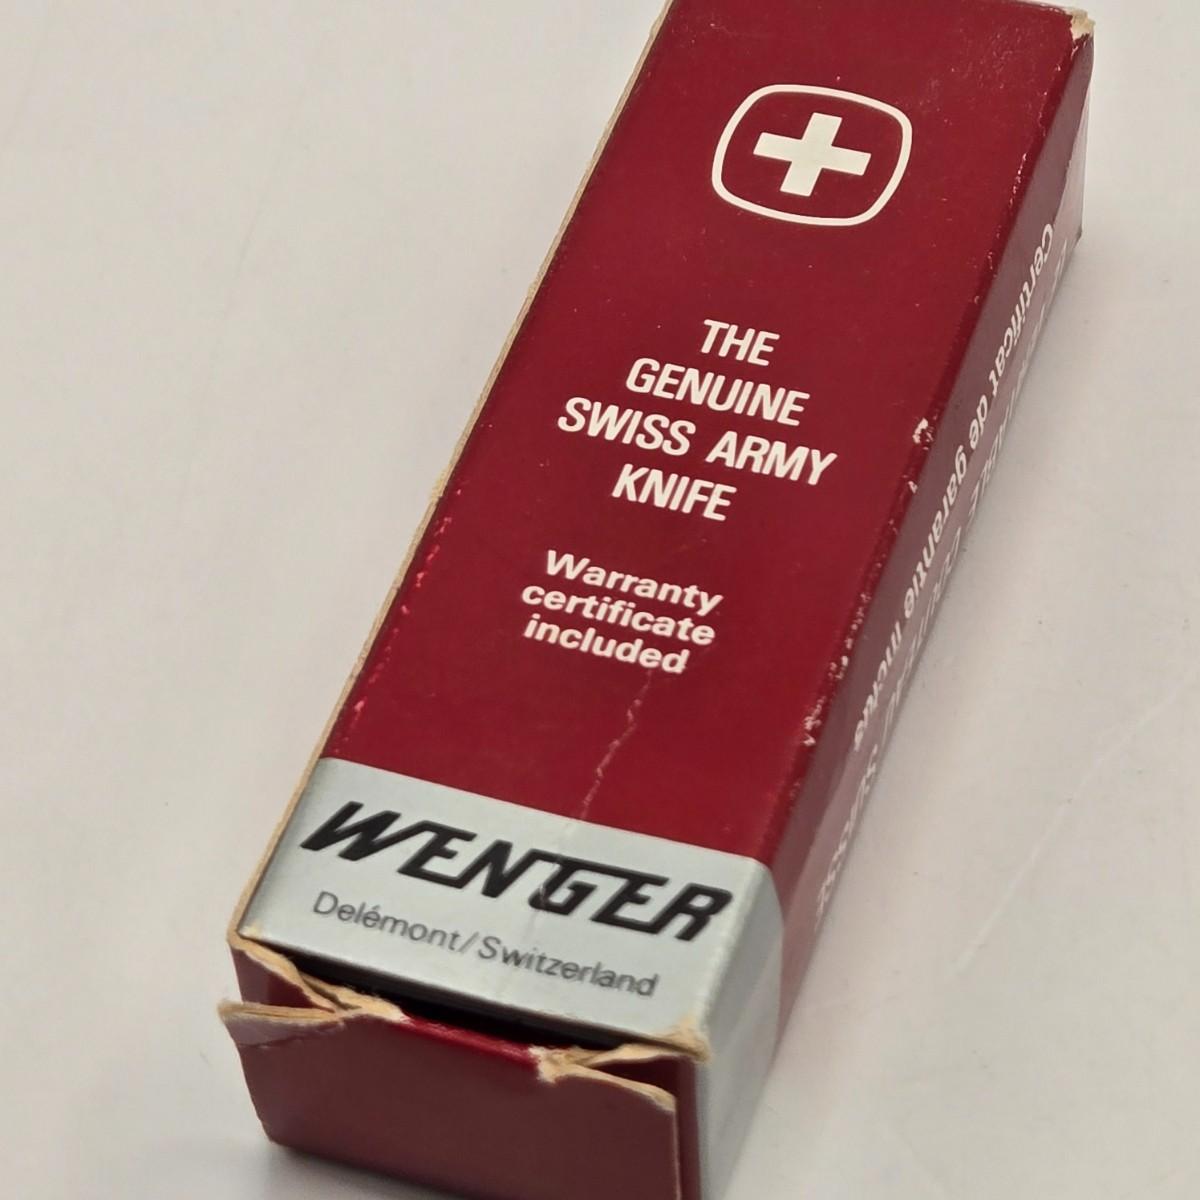 THE
GENUINE
SWISS ARMY
KNIFE
Warranty
certificate
included
WENGER
Delémont/Switzerland
Certificat de garantie inclus